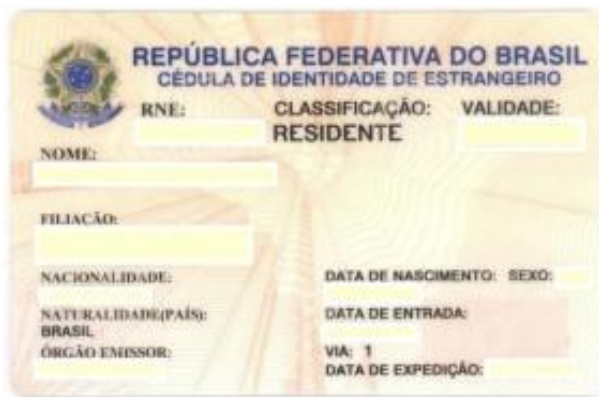 REPÚBLICA FEDERATIVA DO BRASIL
CÉDULA DE IDENTIDADE DE ESTRANGEIRO
RNE: CLASSIFICAÇÃO: VALIDADE:
RESIDENTE
NOME:
FILIAÇÃO:
NACIONALIDADE: DATA DE NASCIMENTO: SEXO:
NATURALIDADE(PAÍS): DATA DE ENTRADA:
BRASIL
ÓRGÃO EMISSOR: VIA: 1
DATA DE EXPEDIÇÃO: